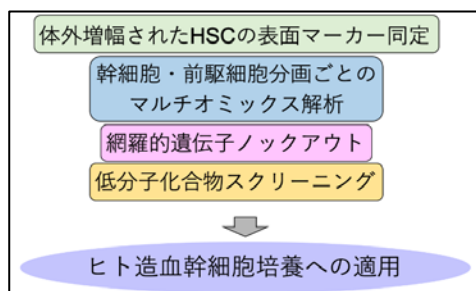 体外増幅されたHSCの表面マーカー同定
幹細胞・前駆細胞分画ごとの
マルチオミックス解析
網羅的遺伝子ノックアウト
低分子化合物スクリーニング
ヒト造血幹細胞培養への適用